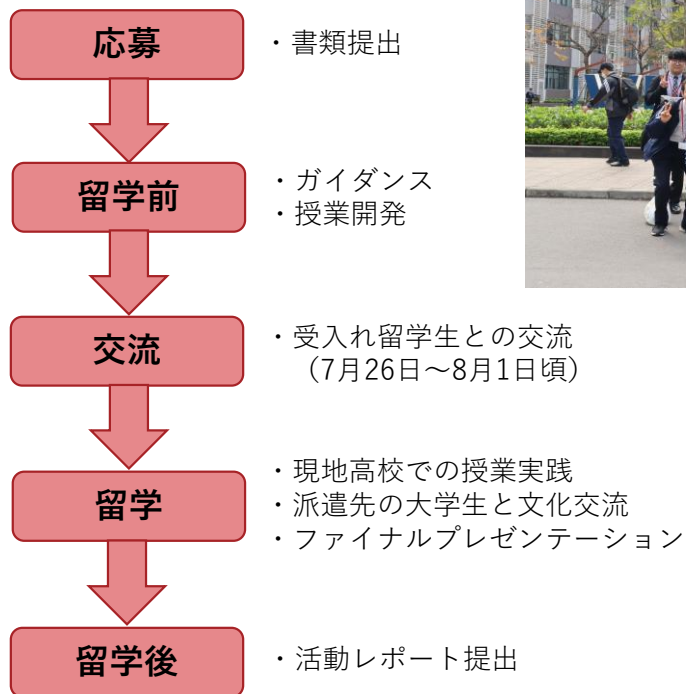 応募
・書類提出
留学前
・ガイダンス
・授業開発
交流
・受入れ留学生との交流
（7月26日～8月1日頃）
留学
・現地高校での授業実践
・派遣先の大学生と文化交流
・ファイナルプレゼンテーション
留学後
・活動レポート提出